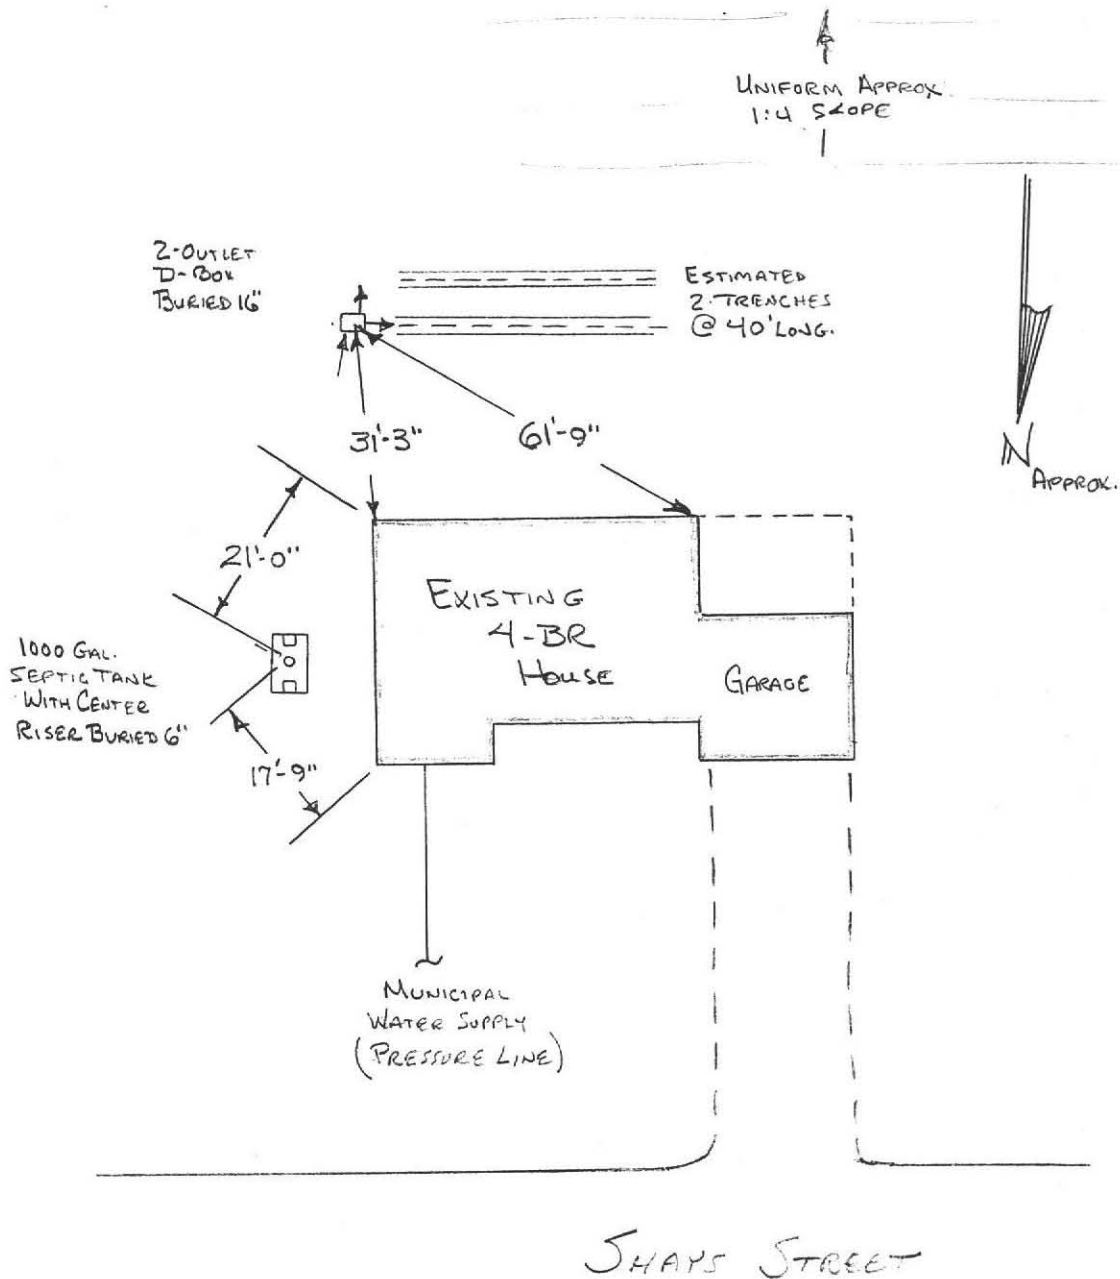 UNIFORM APPROX.
1:4 SLOPE
2-OUTLET
D-BOX
BURIED 16"
ESTIMATED
2-TRENCHES
@ 40' LONG.
31'-3"
61'-9"
N
APPROX.
21'-0"
EXISTING
4-BR
HOUSE
GARAGE
1000 GAL.
SEPTIC TANK
WITH CENTER
RISER BURIED 6"
17'-9"
MUNICIPAL
WATER SUPPLY
(PRESSURE LINE)
SHAYS STREET